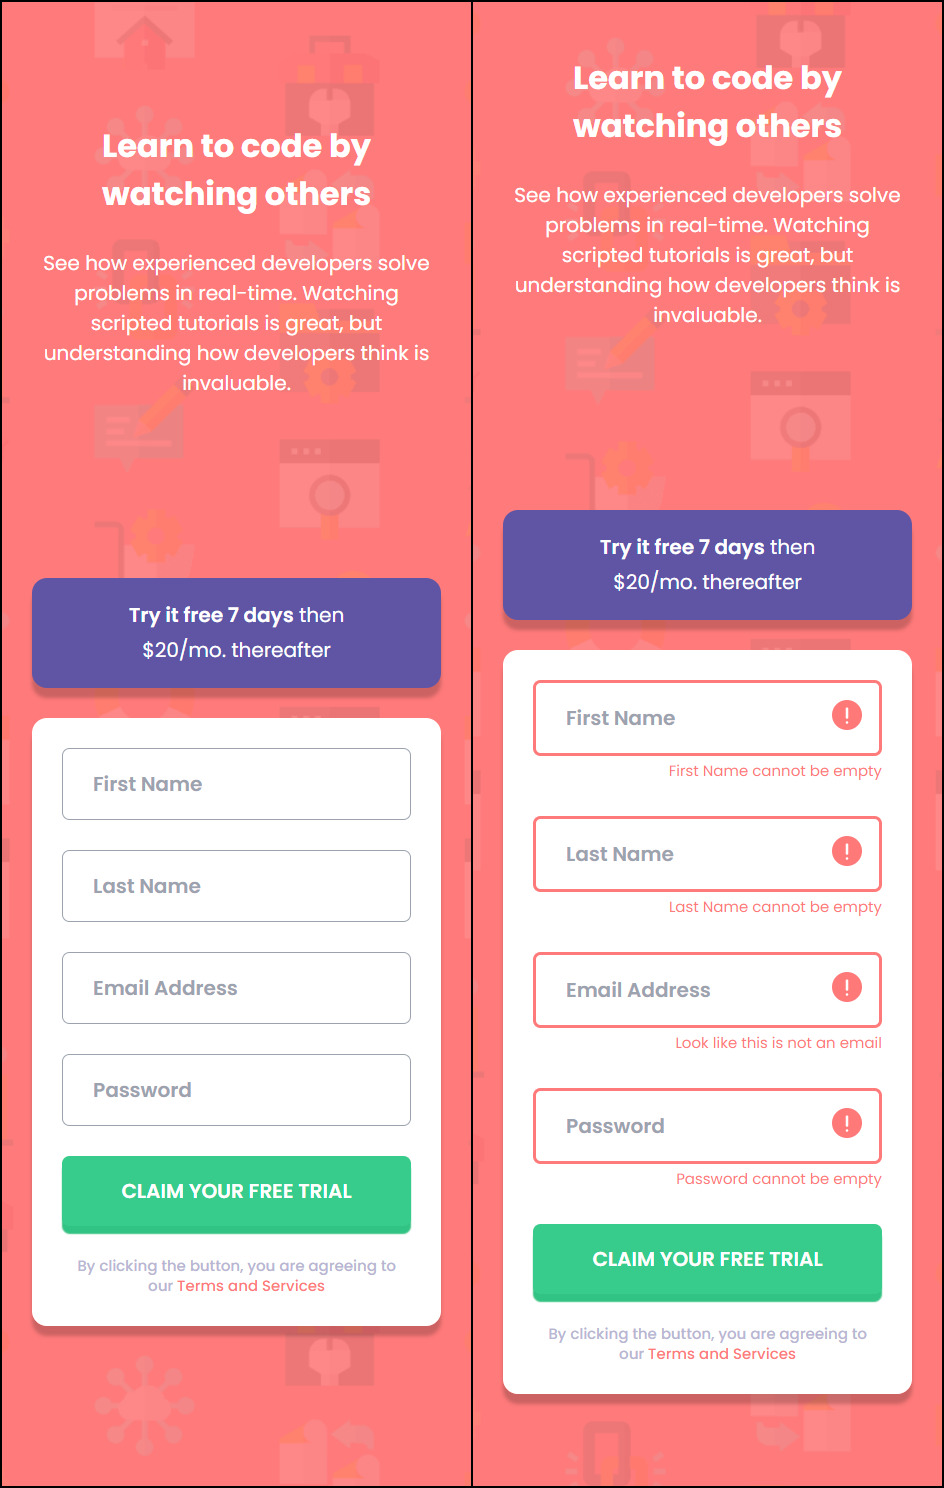 Learn to code by
watching others
See how experienced developers solve
problems in real-time. Watching
scripted tutorials is great, but
understanding how developers think is
invaluable.
Try it free 7 days then
$20/mo. thereafter
First Name
Last Name
Email Address
Password
CLAIM YOUR FREE TRIAL
By clicking the button, you are agreeing to
our Terms and Services
Learn to code by
watching others
See how experienced developers solve
problems in real-time. Watching
scripted tutorials is great, but
understanding how developers think is
invaluable.
Try it free 7 days then
$20/mo. thereafter
First Name
First Name cannot be empty
Last Name
Last Name cannot be empty
Email Address
Look like this is not an email
Password
Password cannot be empty
CLAIM YOUR FREE TRIAL
By clicking the button, you are agreeing to
our Terms and Services